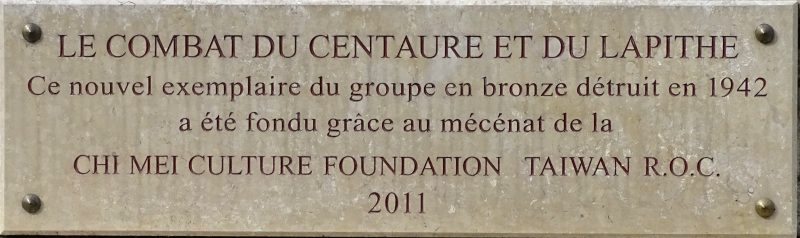 LE COMBAT DU CENTAURE ET DU LAPITHE
Ce nouvel exemplaire du groupe en bronze détruit en 1942
a été fondu grâce au mécénat de la
CHI MEI CULTURE FOUNDATION TAIWAN R.O.C.
2011